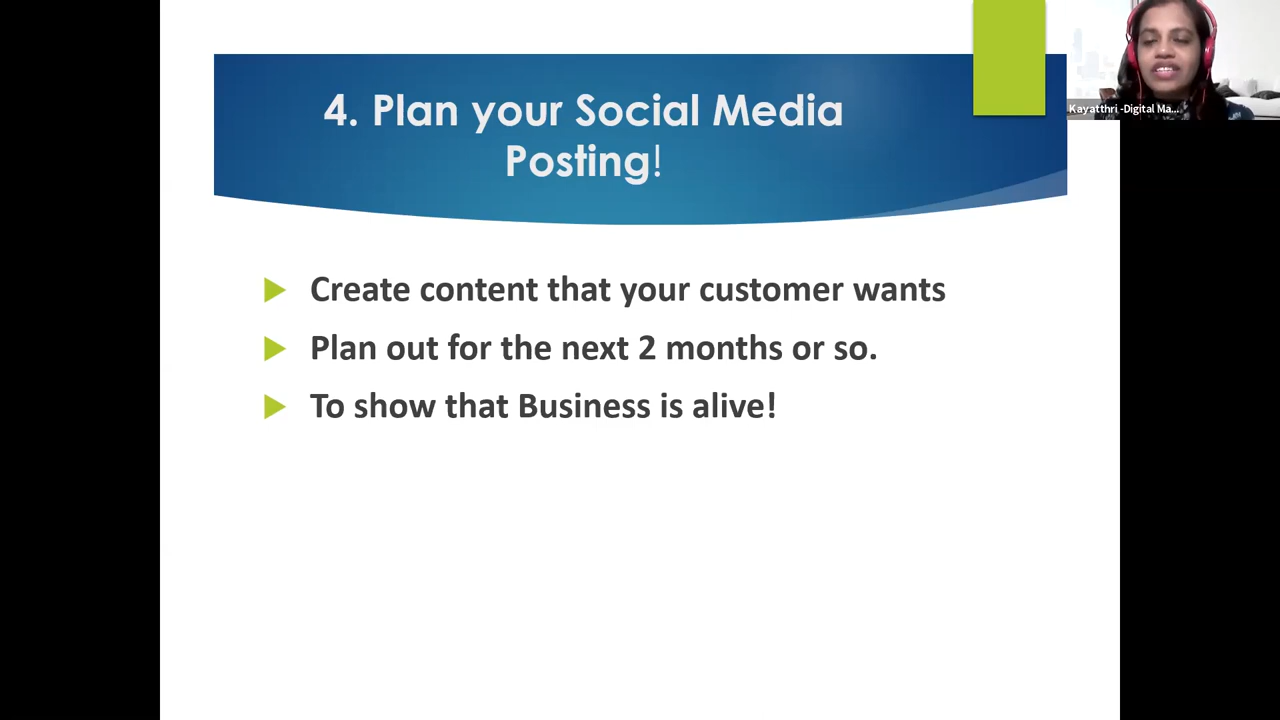 4. Plan your Social Media
Posting!
Kayatthri -Digital Ma...
Create content that your customer wants
Plan out for the next 2 months or so.
To show that Business is alive!